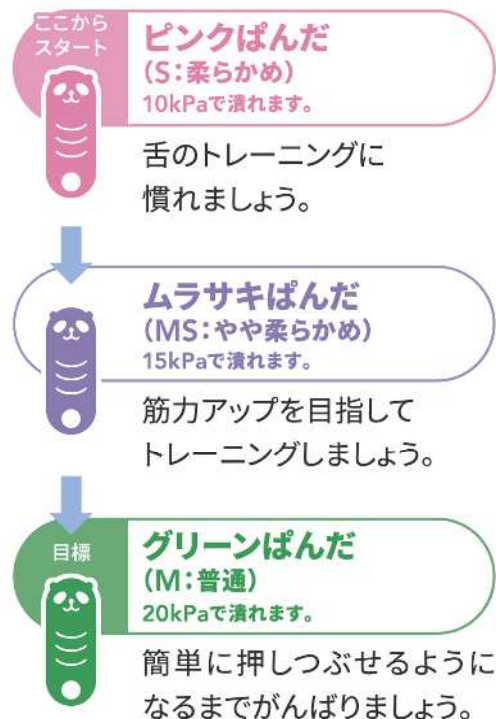 ここから
スタート
ピンクぱんだ
(S:柔らかめ)
10kPaで潰れます。
舌のトレーニングに
慣れましょう。
ムラサキぱんだ
(MS:やや柔らかめ)
15kPaで潰れます。
筋力アップを目指して
トレーニングしましょう。
目標
グリーンぱんだ
(M:普通)
20kPaで潰れます。
簡単に押しつぶせるように
なるまでがんばりましょう。